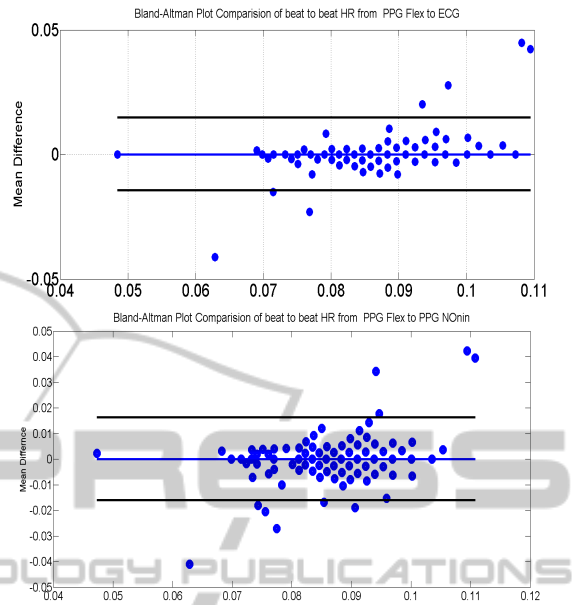 Bland-Altman Plot Comparision of beat to beat HR from PPG Flex to ECG
Mean Difference
0.05
0
-0.05
0.04 0.05 0.06 0.07 0.08 0.09 0.1 0.11
Bland-Altman Plot Comparision of beat to beat HR from PPG Flex to PPG NOnin
Mean Differnce
0.05
0.04
0.03
0.02
0.01
0
-0.01
-0.02
-0.03
-0.04
-0.05
0.04 0.05 0.06 0.07 0.08 0.09 0.1 0.11 0.12
PRESS
OLOGY PUBLICATIONS